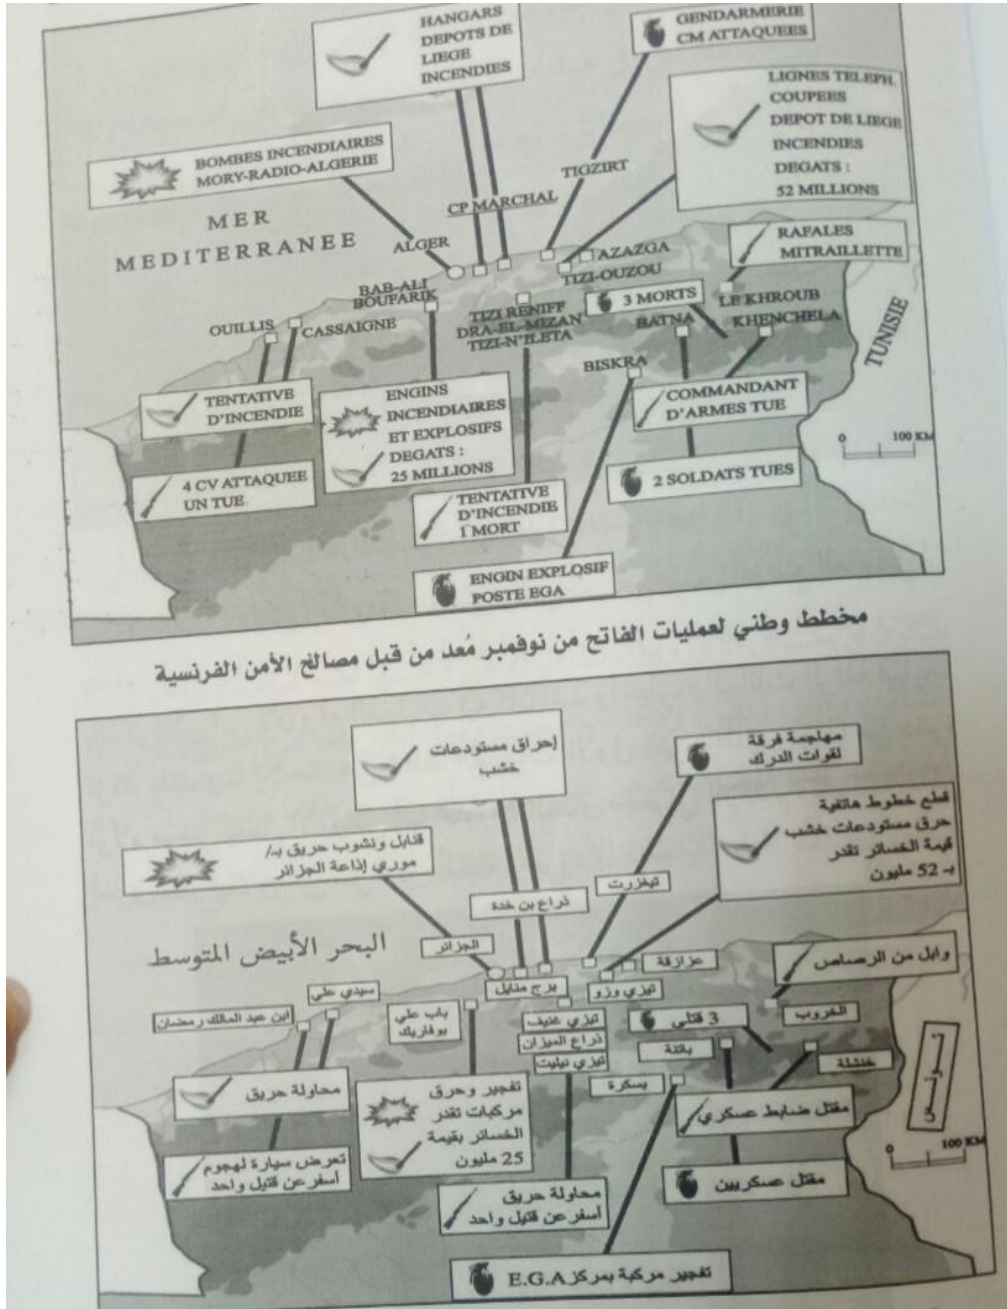 HANGARS
DEPOTS DE
LIEGE
INCENDIES
GENDARMERIE
CM ATTAQUEES
LIGNES TELEPH.
COUPEES
DEPOT DE LIEGE
INCENDIES
DEGATS :
52 MILLIONS
BOMBES INCENDIAIRES
MORY-RADIO-ALGERIE
TIGZIRT
CP MARCHAL
MER
MEDITERRANEE
ALGER
AZAZGA
TIZI-OUZOU
RAFALES
MITRAILLETTE
BAB-ALI
BOUFARIK
OUILLIS
CASSAIGNE
TIZI RENIFF
DRA-EL-MIZAN
TIZI-N'ILETA
3 MORTS
BATNA
LE KHROUB
KHENCHELA
TUNISIE
BISKRA
TENTATIVE
D'INCENDIE
ENGINS
INCENDIAIRES
ET EXPLOSIFS
DEGATS :
25 MILLIONS
COMMANDANT
D'ARMES TUE
0 100 KM
4 CV ATTAQUEE
UN TUE
TENTATIVE
D'INCENDIE
1 MORT
2 SOLDATS TUES
ENGIN EXPLOSIF
POSTE EGA
مخطط وطني لعمليات الفاتح من نوفمبر مُعد من قبل مصالح الأمن الفرنسية
إحراق مستودعات
خشب
مهاجمة فرقة
لقوات الدرك
قطع خطوط هاتفية
حرق مستودعات خشب
قيمة الخسائر تقدر
بـ 52 مليون
قنابل ونشوب حريق بـ/
موري إذاعة الجزائر
تيغزرت
ذراع بن خدة
البحر الأبيض المتوسط
الجزائر
عزازقة
وابل من الرصاص
برج منايل
تيزي وزو
سيدي علي
ابن عبد المالك رمضان
باب علي
بوفاريك
تيزي غنيف
ذراع الميزان
تيزي نيليت
3 قتلى
باتنة
الخروب
خنشلة
تونس
بسكرة
محاولة حريق
تفجير وحرق
مركبات تقدر
الخسائر بقيمة
25 مليون
مقتل ضابط عسكري
0 100 KM
تعرض سيارة لهجوم
أسفر عن قتيل واحد
محاولة حريق
أسفر عن قتيل واحد
مقتل عسكريين
تفجير مركبة بمركز E.G.A